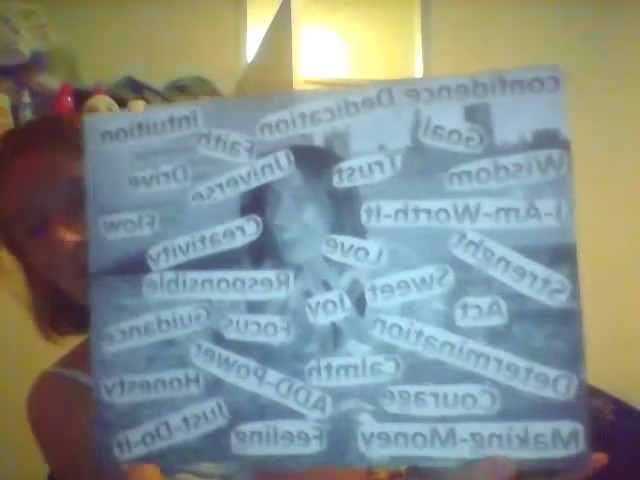 confidence Dedication
Intuition
Goal
Faith
Trust
Wisdom
Universe
Drive
I-Am-Worth-It
Flow
Creativity
Love
Strenght
Responsible
Sweet
Joy
Act
Guidance
Focus
Determination
Calmth
ADD-Power
Honesty
Courage
Just-Do-It
Feeling
Making-Money